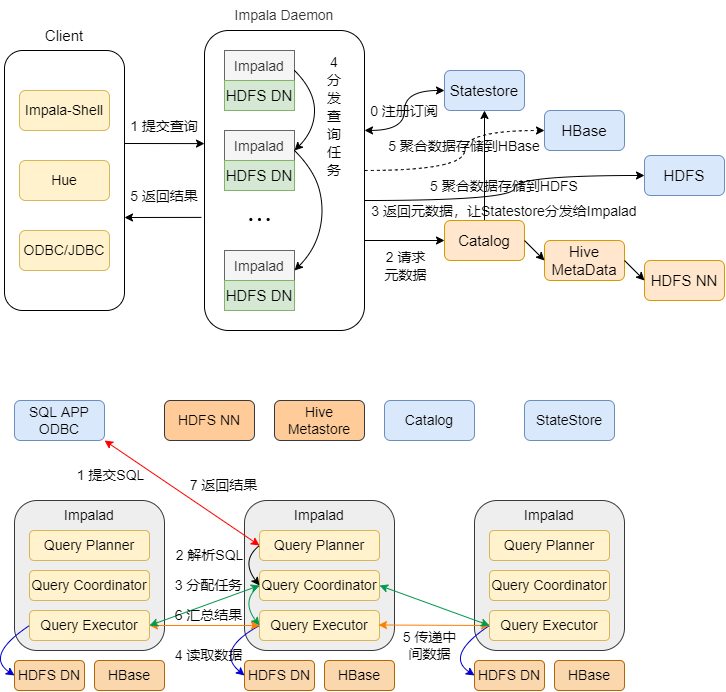 Client
Impala-Shell
Hue
ODBC/JDBC
1 提交查询
5 返回结果
Impala Daemon
Impalad
HDFS DN
Impalad
HDFS DN
...
Impalad
HDFS DN
4
分
发
查
询
任
务
0 注册订阅
Statestore
HBase
5 聚合数据存储到HBase
HDFS
5 聚合数据存储到HDFS
3 返回元数据，让Statestore分发给Impalad
2 请求
元数据
Catalog
Hive
MetaData
HDFS NN
SQL APP
ODBC
HDFS NN
Hive
Metastore
Catalog
StateStore
1 提交SQL
7 返回结果
Impalad
Query Planner
Query Coordinator
Query Executor
HDFS DN
HBase
2 解析SQL
3 分配任务
6 汇总结果
4 读取数据
Impalad
Query Planner
Query Coordinator
Query Executor
HDFS DN
HBase
5 传递中
间数据
Impalad
Query Planner
Query Coordinator
Query Executor
HDFS DN
HBase